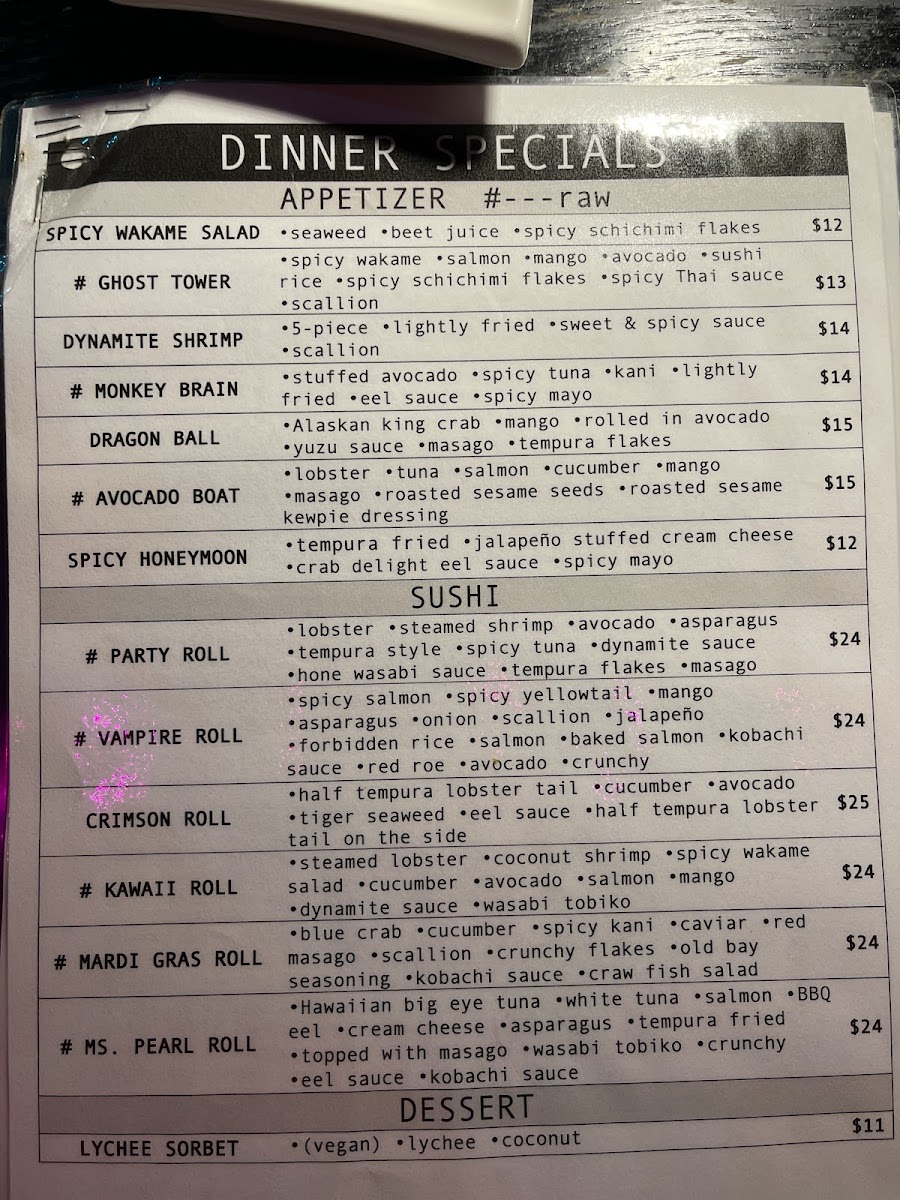 DINNER SPECIALS
APPETIZER #---raw
SPICY WAKAME SALAD •seaweed •beet juice •spicy schichimi flakes $12
•spicy wakame •salmon •mango •avocado •sushi
# GHOST TOWER rice •spicy schichimi flakes •spicy Thai sauce $13
•scallion
DYNAMITE SHRIMP •5-piece •lightly fried •sweet & spicy sauce $14
•scallion
# MONKEY BRAIN •stuffed avocado •spicy tuna •kani •lightly $14
fried •eel sauce •spicy mayo
DRAGON BALL •Alaskan king crab •mango •rolled in avocado $15
•yuzu sauce •masago •tempura flakes
•lobster •tuna •salmon •cucumber •mango
# AVOCADO BOAT •masago •roasted sesame seeds •roasted sesame $15
kewpie dressing
SPICY HONEYMOON •tempura fried •jalapeño stuffed cream cheese $12
•crab delight eel sauce •spicy mayo
SUSHI
•lobster •steamed shrimp •avocado •asparagus
# PARTY ROLL •tempura style •spicy tuna •dynamite sauce $24
•hone wasabi sauce •tempura flakes •masago
•spicy salmon •spicy yellowtail •mango
# VAMPIRE ROLL •asparagus •onion •scallion •jalapeño $24
•forbidden rice •salmon •baked salmon •kobachi
sauce •red roe •avocado •crunchy
•half tempura lobster tail •cucumber •avocado
CRIMSON ROLL •tiger seaweed •eel sauce •half tempura lobster $25
tail on the side
•steamed lobster •coconut shrimp •spicy wakame
# KAWAII ROLL salad •cucumber •avocado •salmon •mango $24
•dynamite sauce •wasabi tobiko
•blue crab •cucumber •spicy kani •caviar •red
# MARDI GRAS ROLL masago •scallion •crunchy flakes •old bay $24
seasoning •kobachi sauce •craw fish salad
•Hawaiian big eye tuna •white tuna •salmon •BBQ
# MS. PEARL ROLL eel •cream cheese •asparagus •tempura fried $24
•topped with masago •wasabi tobiko •crunchy
•eel sauce •kobachi sauce
DESSERT
LYCHEE SORBET •(vegan) •lychee •coconut $11